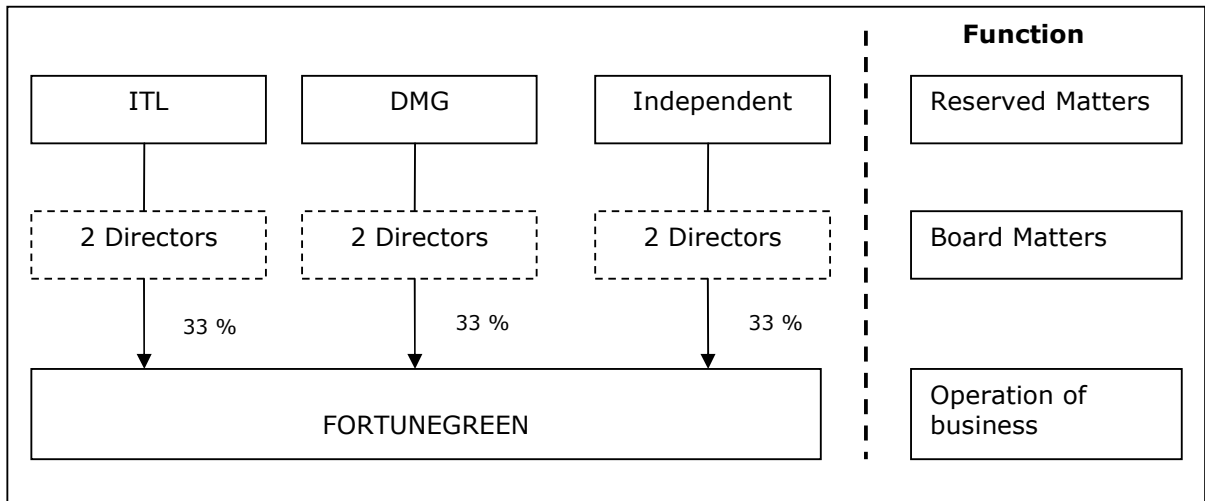 Function
ITL
DMG
Independent
Reserved Matters
2 Directors
2 Directors
2 Directors
Board Matters
33 %
33 %
33 %
FORTUNEGREEN
Operation of
business